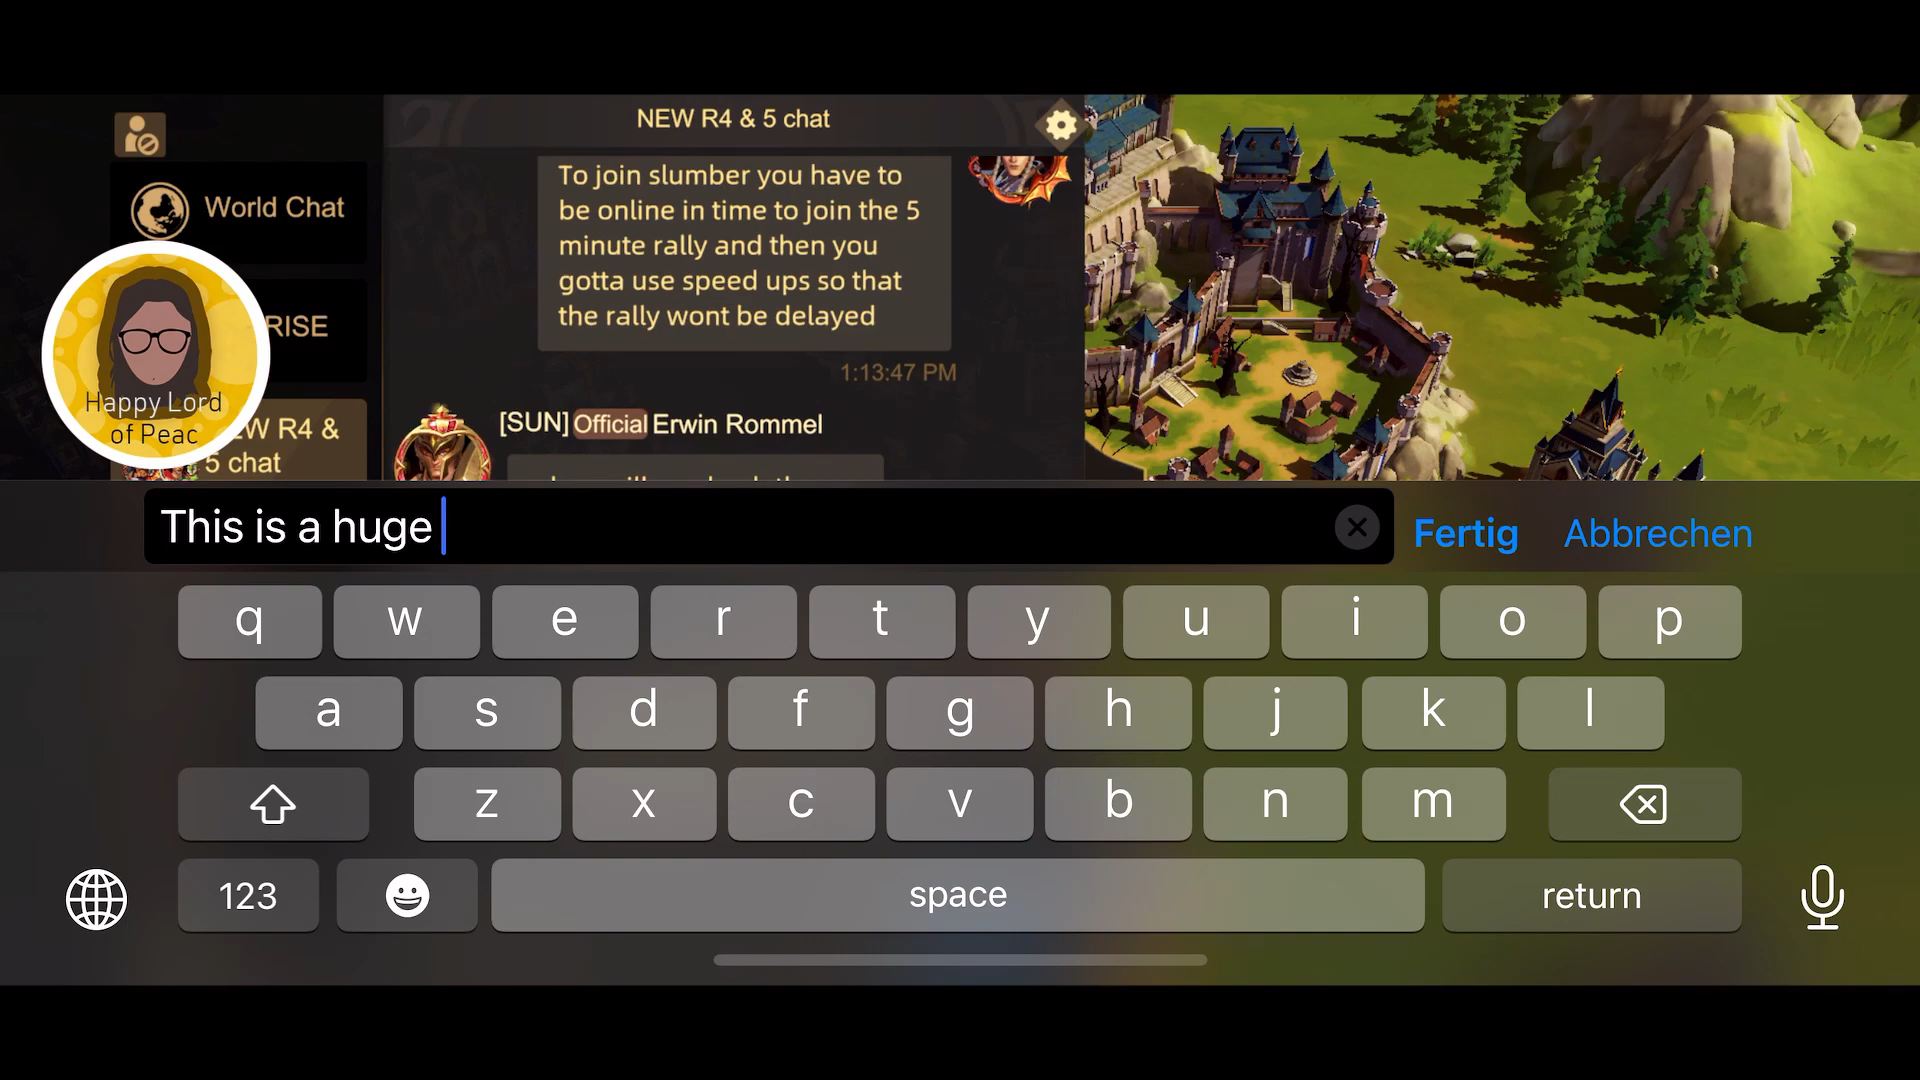 NEW R4 & 5 chat
World Chat
RISE
EW R4 &
5 chat
Happy Lord
of Peac
To join slumber you have to
be online in time to join the 5
minute rally and then you
gotta use speed ups so that
the rally wont be delayed
1:13:47 PM
[SUN] Official Erwin Rommel
This is a huge
Fertig
Abbrechen
q w e r t y u i o p
a s d f g h j k l
z x c v b n m
123
space
return